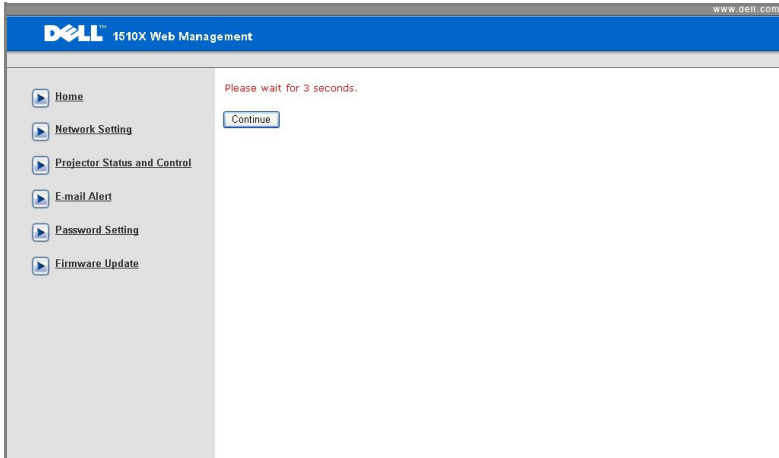 www.dell.com
DELL™ 1510X Web Management
Home
Network Setting
Projector Status and Control
E-mail Alert
Password Setting
Firmware Update
Please wait for 3 seconds.
Continue